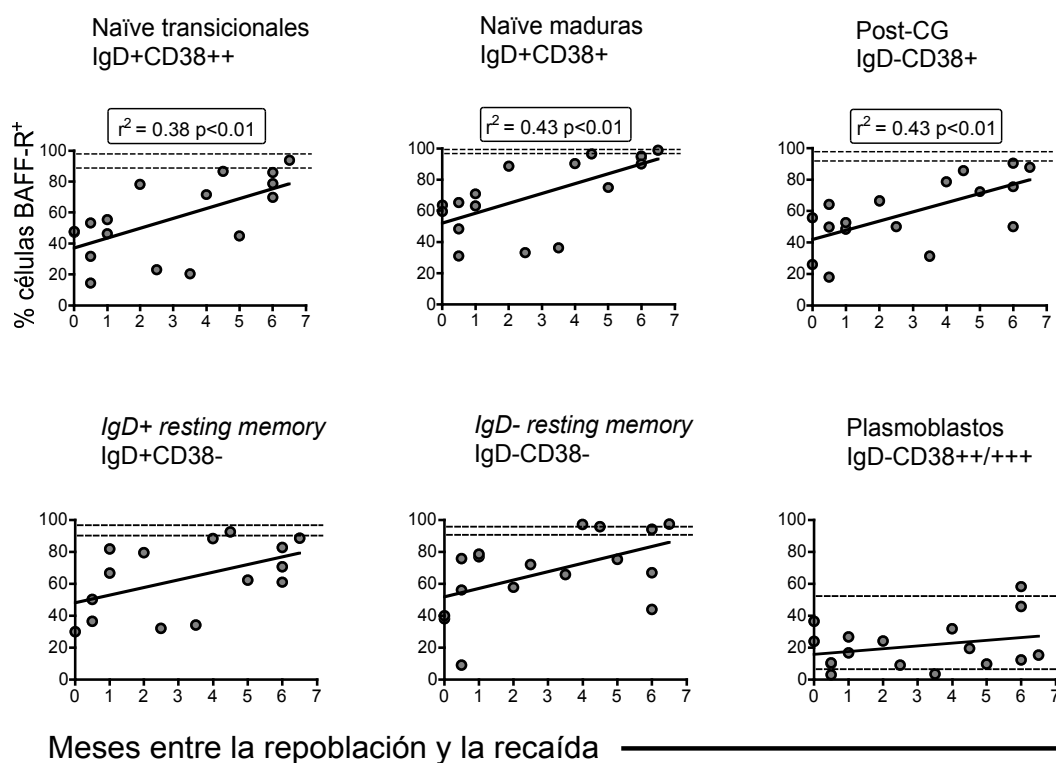 Naïve transicionales
IgD+CD38++
Naïve maduras
IgD+CD38+
Post-CG
IgD-CD38+
r² = 0.38 p<0.01
r² = 0.43 p<0.01
r² = 0.43 p<0.01
% células BAFF-R⁺
100
80
60
40
20
0
0 1 2 3 4 5 6 7
100
80
60
40
20
0
0 1 2 3 4 5 6 7
100
80
60
40
20
0
0 1 2 3 4 5 6 7
IgD+ resting memory
IgD+CD38-
IgD- resting memory
IgD-CD38-
Plasmoblastos
IgD-CD38++/+++
100
80
60
40
20
0
0 1 2 3 4 5 6 7
100
80
60
40
20
0
0 1 2 3 4 5 6 7
100
80
60
40
20
0
0 1 2 3 4 5 6 7
Meses entre la repoblación y la recaída